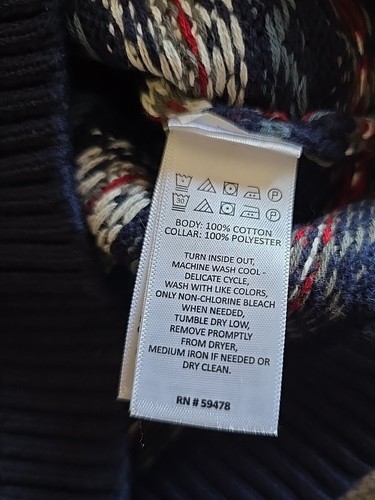 30
P
30
P
BODY: 100% COTTON
COLLAR: 100% POLYESTER
TURN INSIDE OUT,
MACHINE WASH COOL -
DELICATE CYCLE,
WASH WITH LIKE COLORS,
ONLY NON-CHLORINE BLEACH
WHEN NEEDED,
TUMBLE DRY LOW,
REMOVE PROMPTLY
FROM DRYER,
MEDIUM IRON IF NEEDED OR
DRY CLEAN.
RN # 59478